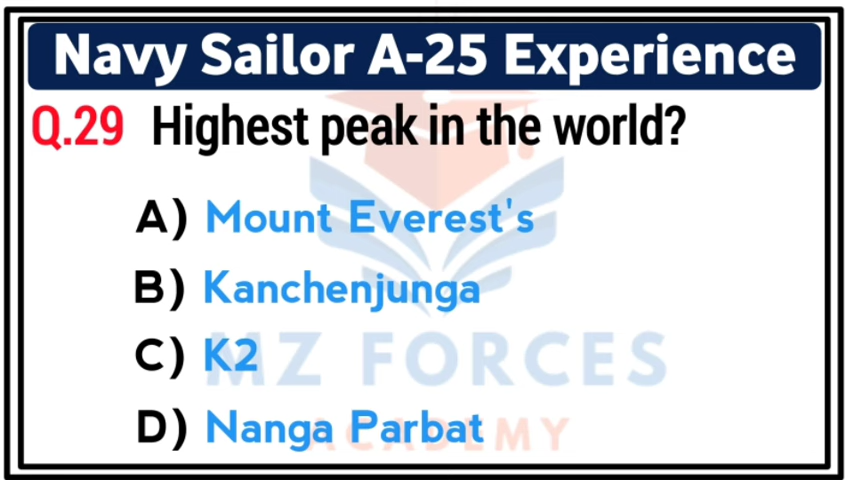 Navy Sailor A-25 Experience
Q.29 Highest peak in the world?
A) Mount Everest's
B) Kanchenjunga
C) K2
D) Nanga Parbat
MZ FORCES
ACADEMY